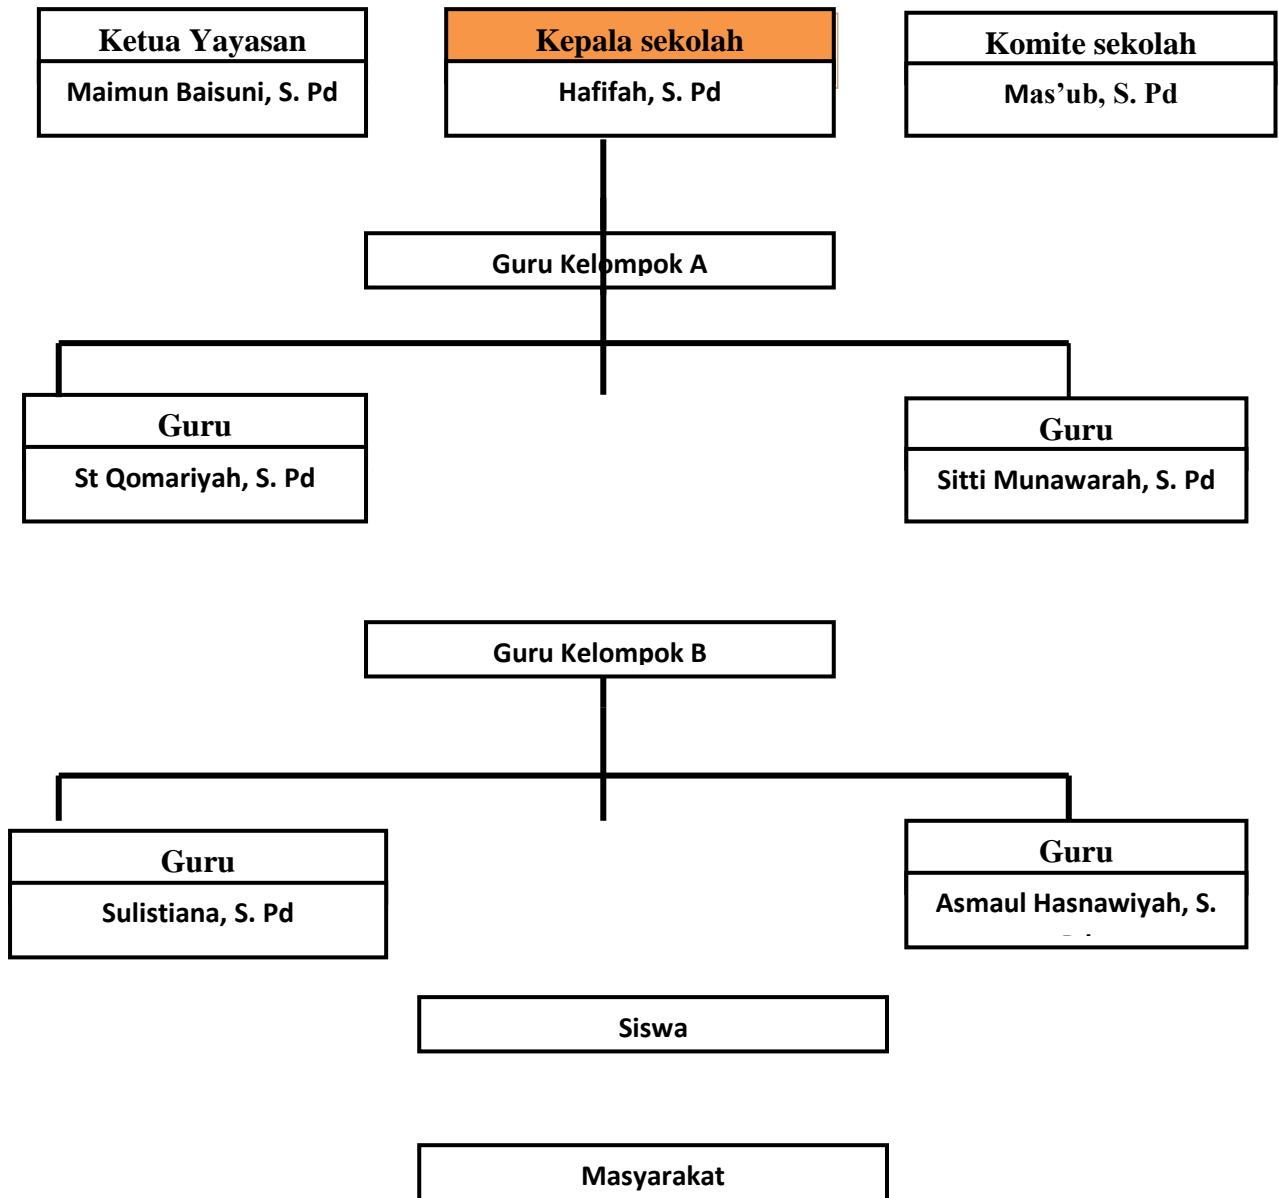 Ketua Yayasan
Maimun Baisuni, S. Pd
Kepala sekolah
Hafifah, S. Pd
Komite sekolah
Mas’ub, S. Pd
Guru Kelompok A
Guru
St Qomariyah, S. Pd
Guru
Sitti Munawarah, S. Pd
Guru Kelompok B
Guru
Sulistiana, S. Pd
Guru
Asmaul Hasnawiyah, S.
Siswa
Masyarakat